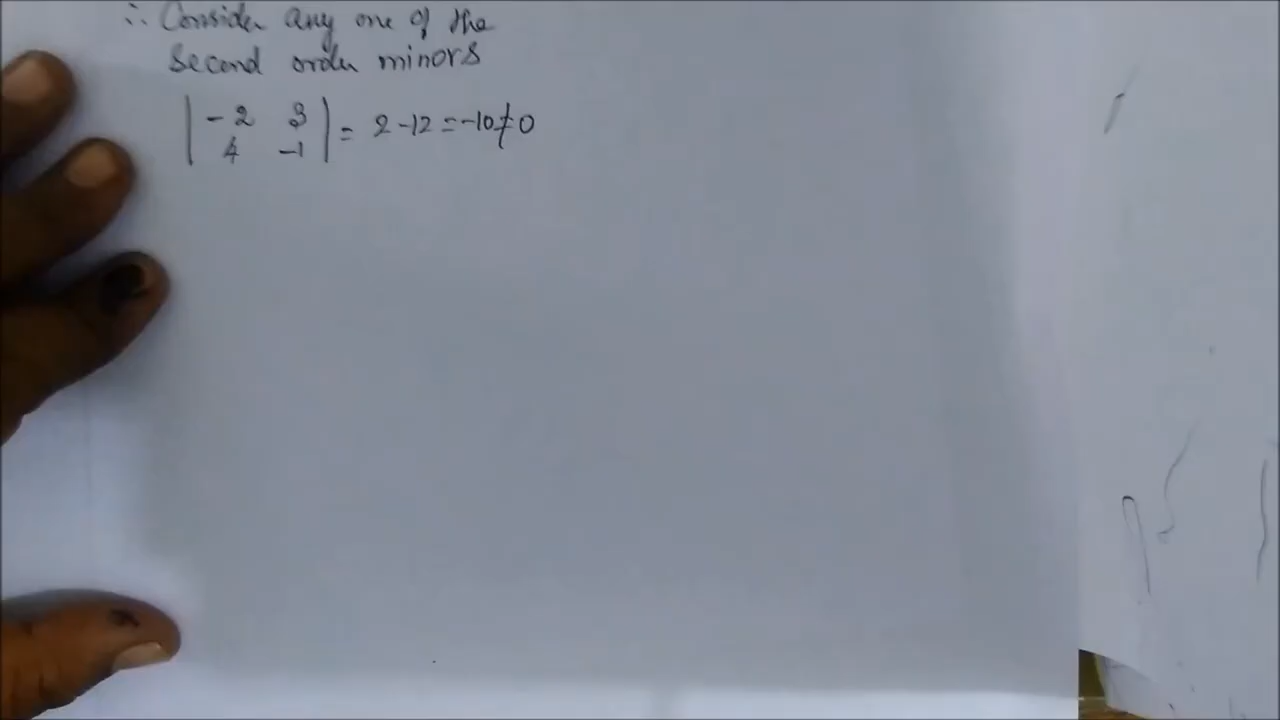 ∴ Consider any one of the
second order minors
| -2 3 | = 2 -12 = -10 ≠ 0
| 4 -1 |